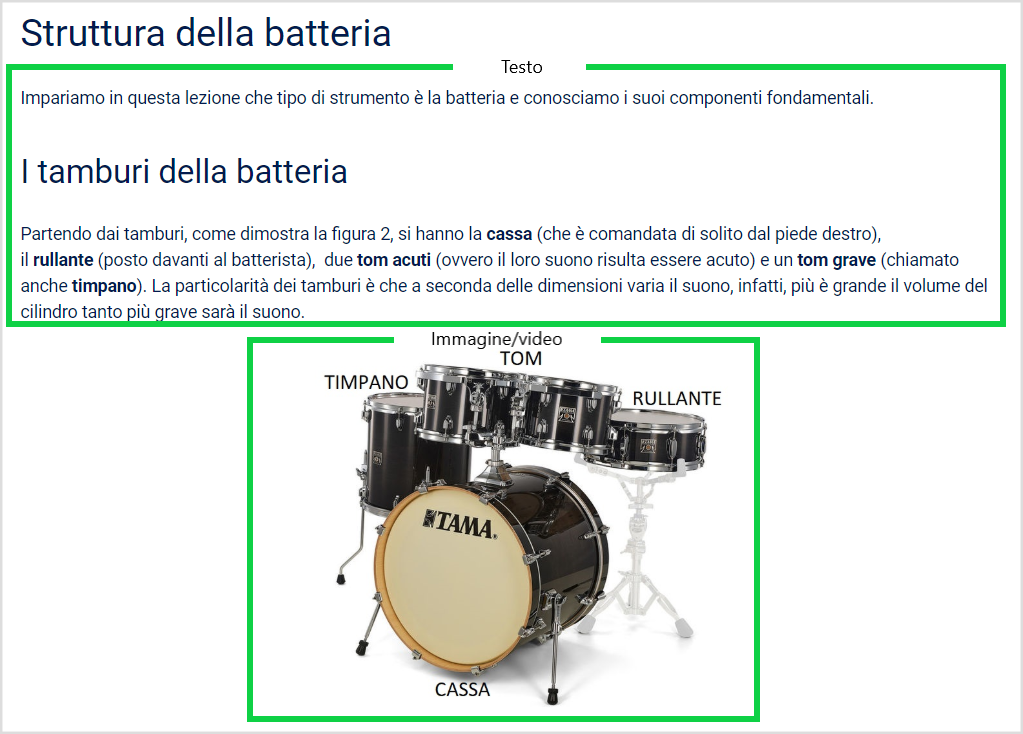 Struttura della batteria
Testo
Impariamo in questa lezione che tipo di strumento è la batteria e conosciamo i suoi componenti fondamentali.
I tamburi della batteria
Partendo dai tamburi, come dimostra la figura 2, si hanno la cassa (che è comandata di solito dal piede destro),
il rullante (posto davanti al batterista),  due tom acuti (ovvero il loro suono risulta essere acuto) e un tom grave (chiamato
anche timpano). La particolarità dei tamburi è che a seconda delle dimensioni varia il suono, infatti, più è grande il volume del
cilindro tanto più grave sarà il suono.
Immagine/video
TOM
TIMPANO
RULLANTE
TAMA
CASSA